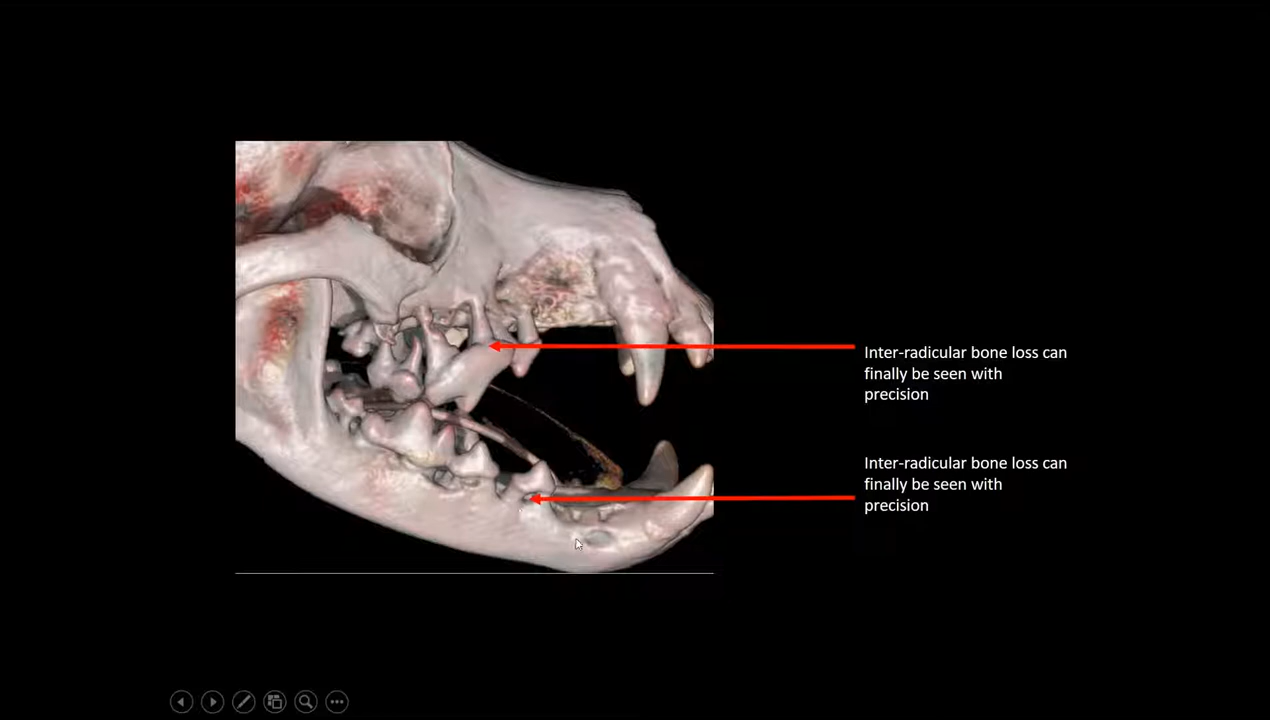 Inter-radicular bone loss can
finally be seen with
precision
Inter-radicular bone loss can
finally be seen with
precision